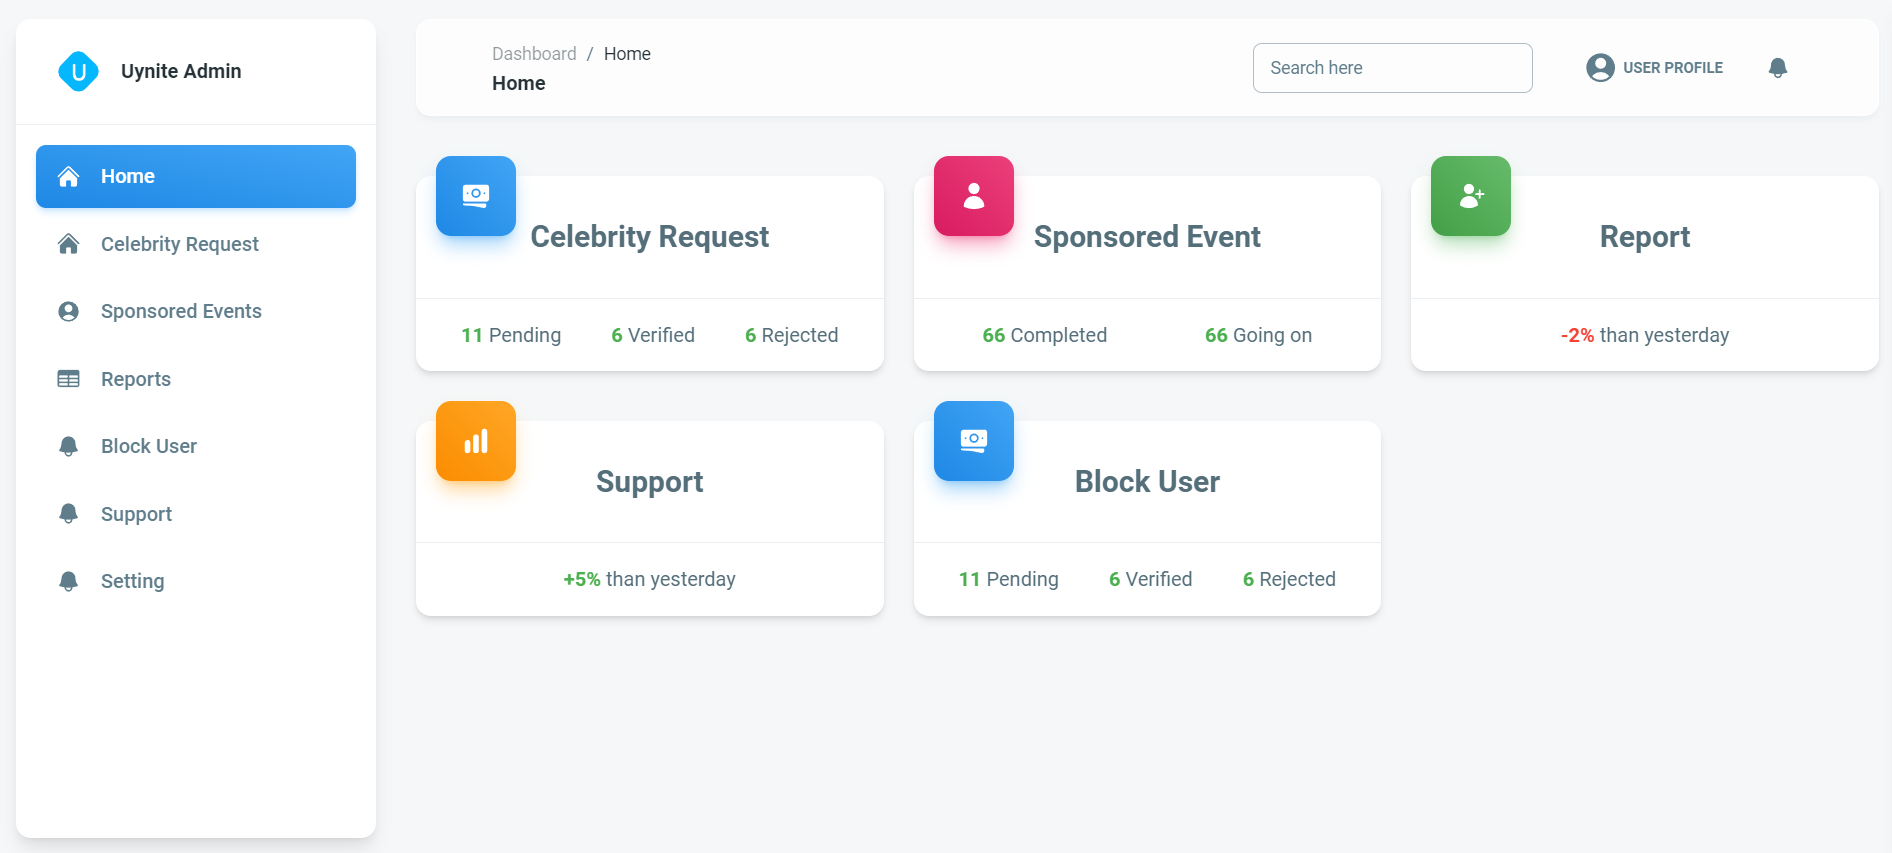 U
Uynite Admin
Home
Celebrity Request
Sponsored Events
Reports
Block User
Support
Setting
Dashboard / Home
Home
Search here
USER PROFILE
Celebrity Request
11 Pending 6 Verified 6 Rejected
Sponsored Event
66 Completed 66 Going on
Report
-2% than yesterday
Support
+5% than yesterday
Block User
11 Pending 6 Verified 6 Rejected